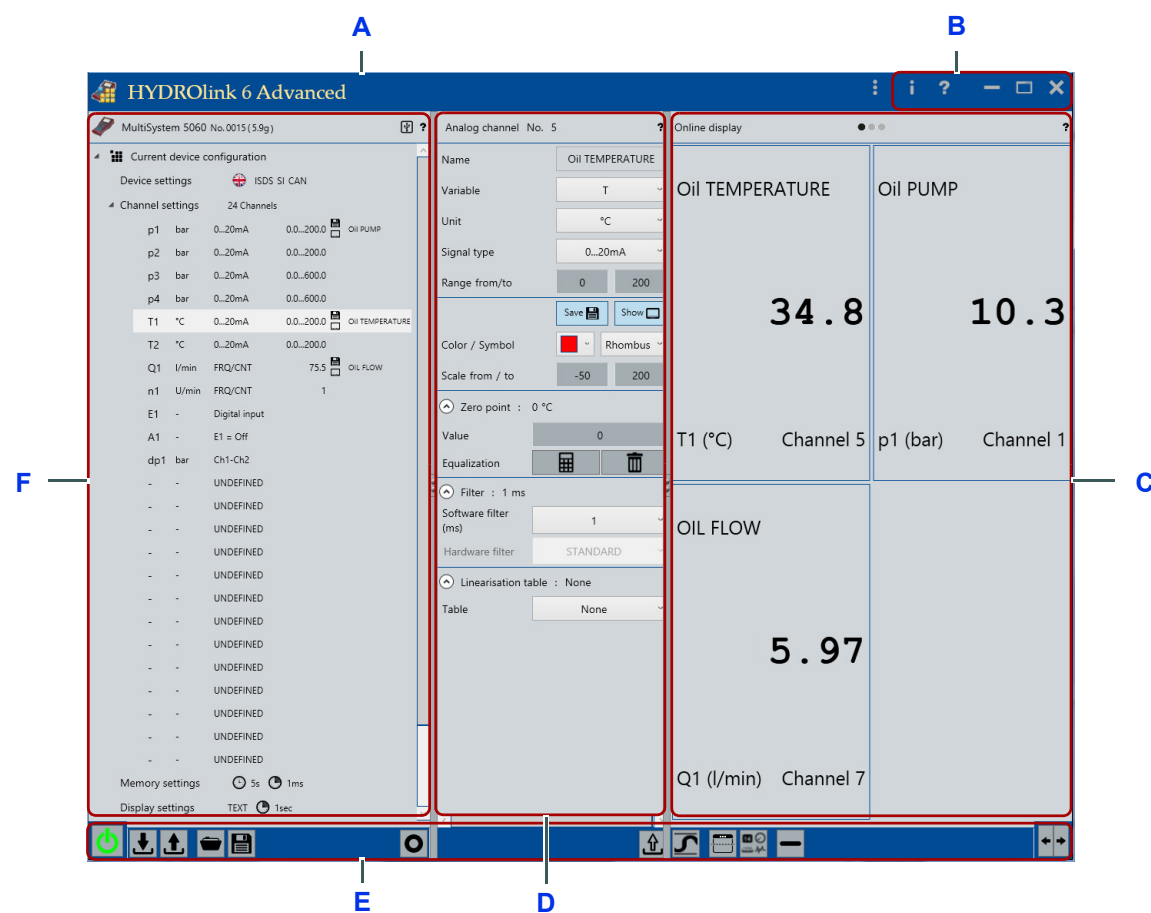 A
B
HYDROlink 6 Advanced
i ?
MultiSystem 5060 No. 0015 ( 5.9g ) ?
Current device configuration
Device settings ISDS SI CAN
Channel settings 24 Channels
p1 bar 0...20mA 0.0...200.0 Oil PUMP
p2 bar 0...20mA 0.0...200.0
p3 bar 0...20mA 0.0...600.0
p4 bar 0...20mA 0.0...600.0
T1 °C 0...20mA 0.0...200.0 Oil TEMPERATURE
T2 °C 0...20mA 0.0...200.0
Q1 l/min FRQ/CNT 75.5 OIL FLOW
n1 U/min FRQ/CNT 1
E1 - Digital input
A1 - E1 = Off
dp1 bar Ch1-Ch2
- - UNDEFINED
- - UNDEFINED
- - UNDEFINED
- - UNDEFINED
- - UNDEFINED
- - UNDEFINED
- - UNDEFINED
- - UNDEFINED
- - UNDEFINED
- - UNDEFINED
- - UNDEFINED
- - UNDEFINED
- - UNDEFINED
Memory settings 5s 1ms
Display settings TEXT 1sec
Analog channel No. 5 ?
Name Oil TEMPERATURE
Variable T
Unit °C
Signal type 0...20mA
Range from/to 0 200
Save Show
Color / Symbol Rhombus
Scale from / to -50 200
Zero point : 0 °C
Value 0
Equalization
Filter : 1 ms
Software filter
(ms) 1
Hardware filter STANDARD
Linearisation table : None
Table None
Online display ?
Oil TEMPERATURE
34.8
T1 (°C) Channel 5
Oil PUMP
10.3
p1 (bar) Channel 1
OIL FLOW
5.97
Q1 (l/min) Channel 7
F
C
E
D